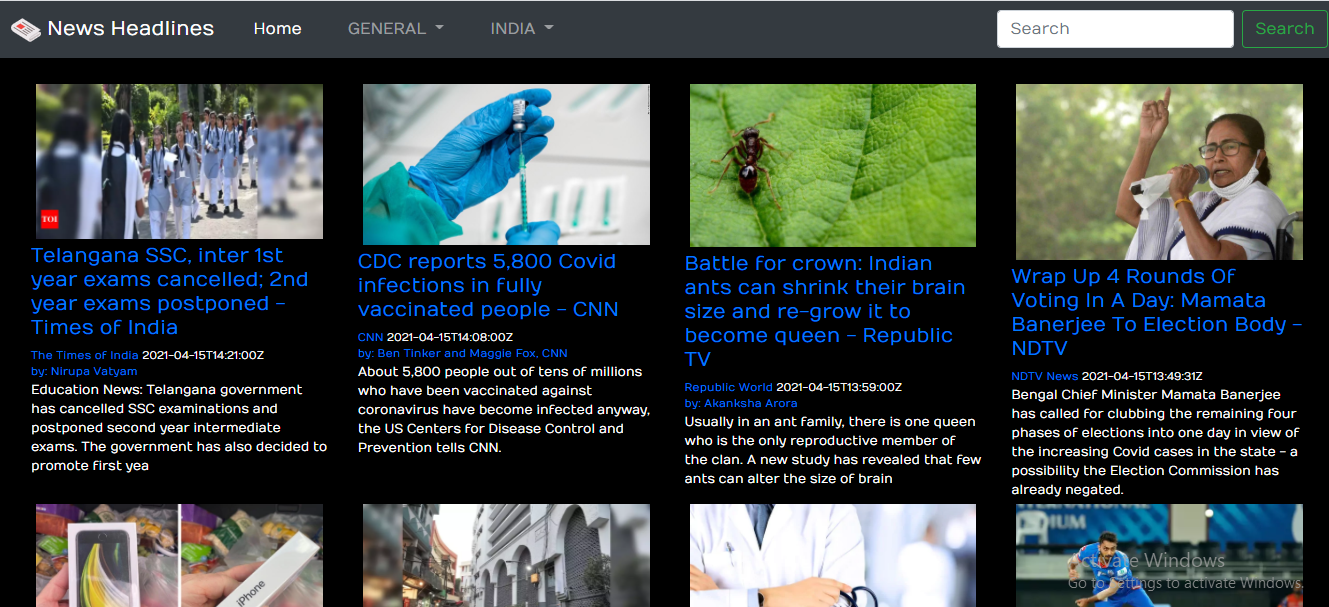 News Headlines
Home
GENERAL
INDIA
Search
Search
TOI
Telangana SSC, inter 1st
year exams cancelled; 2nd
year exams postponed -
Times of India
The Times of India 2021-04-15T14:21:00Z
by: Nirupa Vatyam
Education News: Telangana government
has cancelled SSC examinations and
postponed second year intermediate
exams. The government has also decided to
promote first yea
CDC reports 5,800 Covid
infections in fully
vaccinated people - CNN
CNN 2021-04-15T14:08:00Z
by: Ben Tinker and Maggie Fox, CNN
About 5,800 people out of tens of millions
who have been vaccinated against
coronavirus have become infected anyway,
the US Centers for Disease Control and
Prevention tells CNN.
Battle for crown: Indian
ants can shrink their brain
size and re-grow it to
become queen - Republic
TV
Republic World 2021-04-15T13:59:00Z
by: Akanksha Arora
Usually in an ant family, there is one queen
who is the only reproductive member of
the clan. A new study has revealed that few
ants can alter the size of brain
Wrap Up 4 Rounds Of
Voting In A Day: Mamata
Banerjee To Election Body -
NDTV
NDTV News 2021-04-15T13:49:31Z
Bengal Chief Minister Mamata Banerjee
has called for clubbing the remaining four
phases of elections into one day in view of
the increasing Covid cases in the state - a
possibility the Election Commission has
already negated.
iPhone
Activate Windows
Go to Settings to activate Windows.